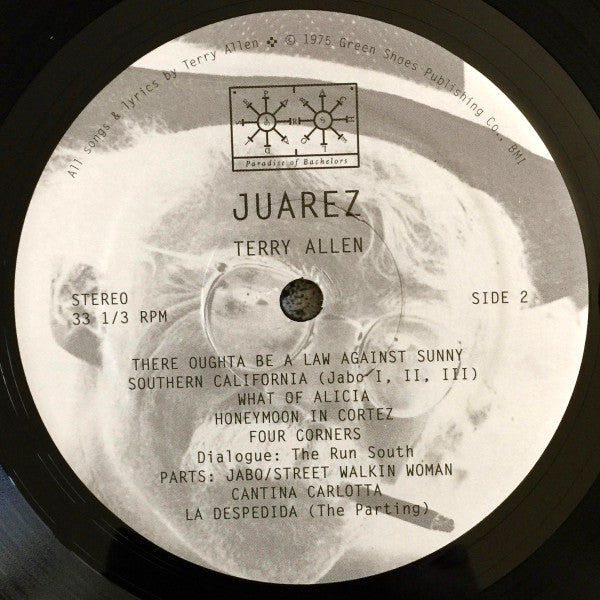 All songs & lyrics by Terry Allen ✤ © 1975 Green Shoes Publishing Co., BMI
Paradise of Bachelors
JUAREZ
TERRY ALLEN
STEREO
33 1/3 RPM
SIDE 2
THERE OUGHTA BE A LAW AGAINST SUNNY
SOUTHERN CALIFORNIA (Jabo I, II, III)
WHAT OF ALICIA
HONEYMOON IN CORTEZ
FOUR CORNERS
Dialogue: The Run South
PARTS: JABO/STREET WALKIN WOMAN
CANTINA CARLOTTA
LA DESPEDIDA (The Parting)